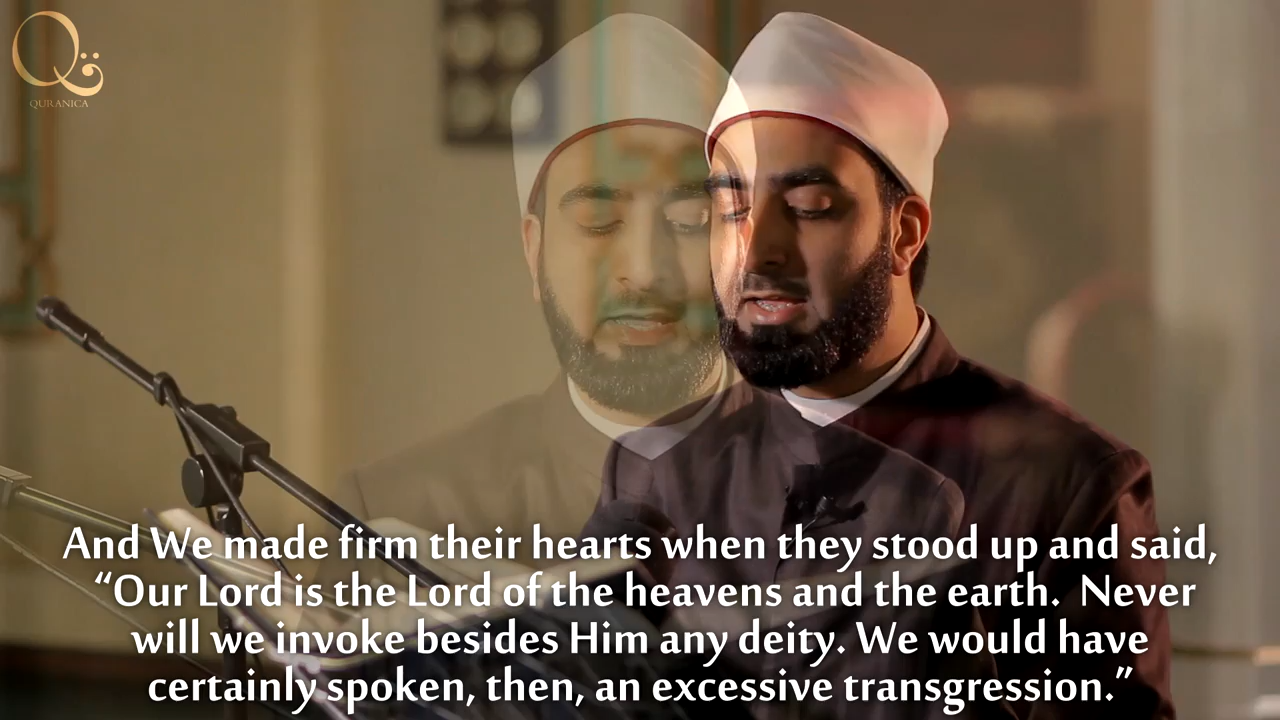 QURANICA
And We made firm their hearts when they stood up and said,
“Our Lord is the Lord of the heavens and the earth.  Never
will we invoke besides Him any deity. We would have
certainly spoken, then, an excessive transgression.”